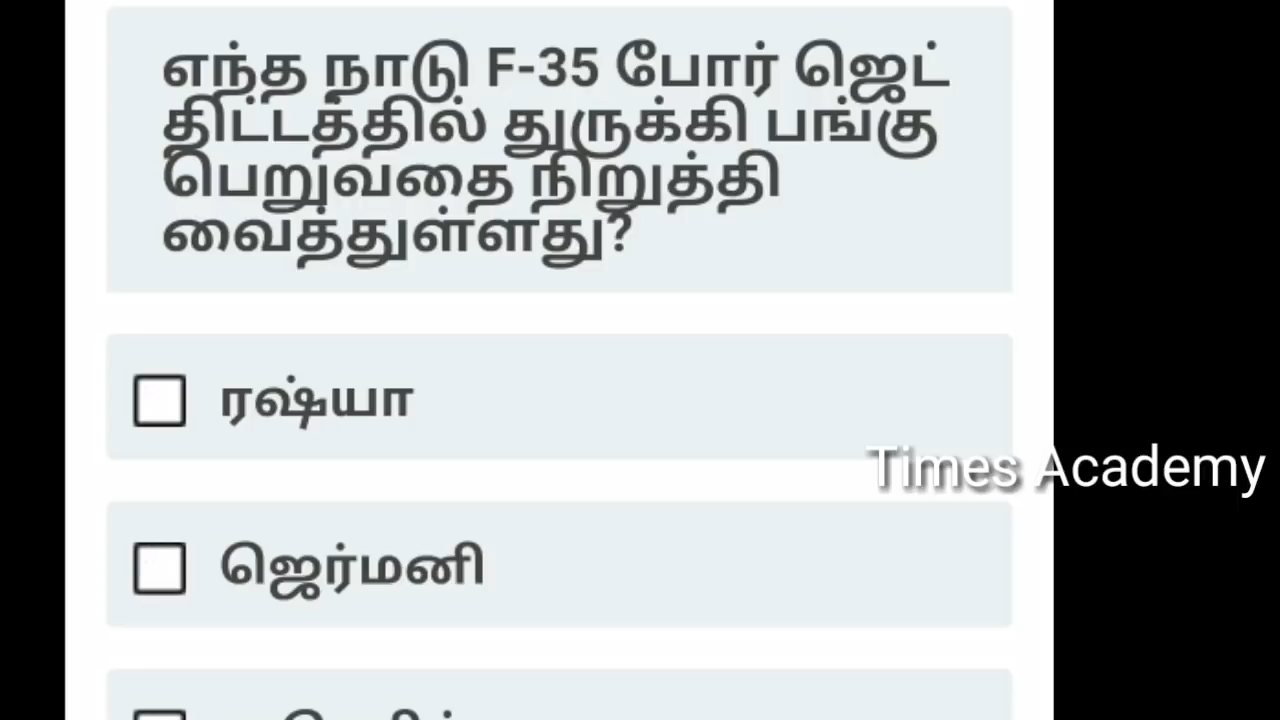 எந்த நாடு F-35 போர் ஜெட்
திட்டத்தில் துருக்கி பங்கு
பெறுவதை நிறுத்தி
வைத்துள்ளது?
ரஷ்யா
Times Academy
ஜெர்மனி